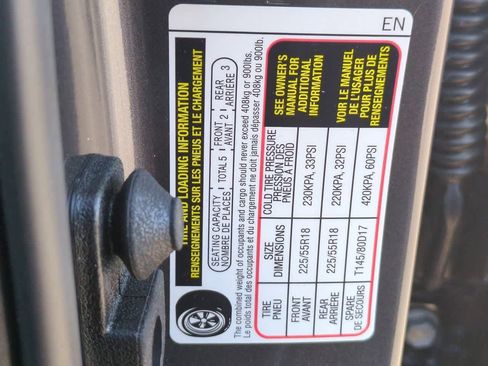 EN
TIRE AND LOADING INFORMATION
RENSEIGNEMENTS SUR LES PNEUS ET LE CHARGEMENT
SEATING CAPACITY
NOMBRE DE PLACES
TOTAL 5
FRONT
AVANT 2
REAR
ARRIÈRE 3
The combined weight of occupants and cargo should never exceed 408kg or 900lbs.
Le poids total des occupants et du chargement ne doit jamais dépasser 408kg ou 900lb.
TIRE
PNEU
SIZE
DIMENSIONS
COLD TIRE PRESSURE
PRESSION DES
PNEUS À FROID
SEE OWNER'S
MANUAL FOR
ADDITIONAL
INFORMATION
FRONT
AVANT
225/55R18
230KPA, 33PSI
REAR
ARRIÈRE
225/55R18
220KPA, 32PSI
VOIR LE MANUEL
DE L'USAGER
POUR PLUS DE
RENSEIGNEMENTS
SPARE
DE SECOURS
T145/80D17
420KPA, 60PSI